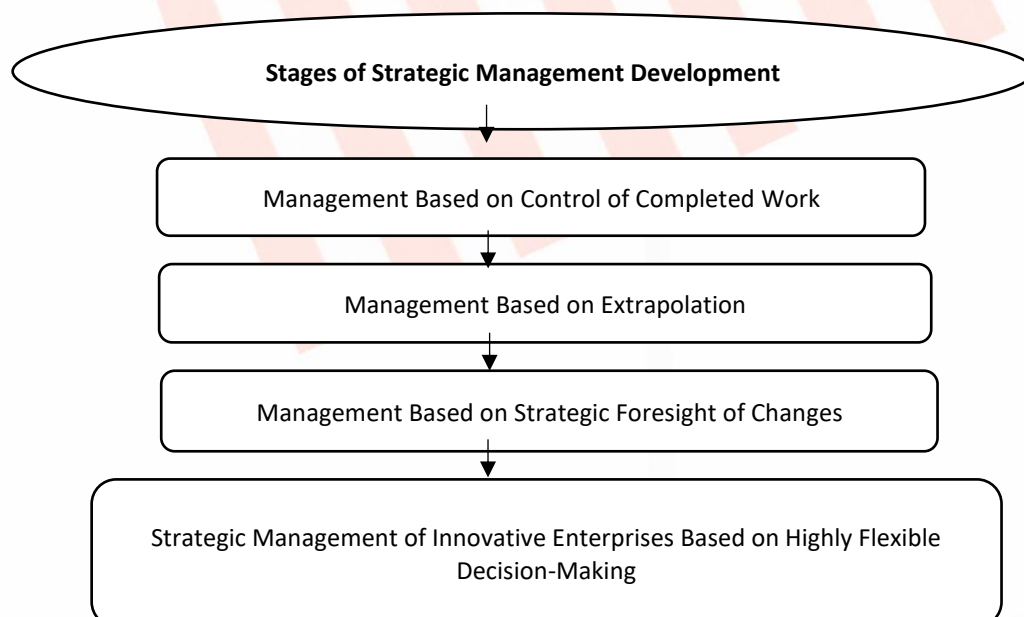 Stages of Strategic Management Development
Management Based on Control of Completed Work
Management Based on Extrapolation
Management Based on Strategic Foresight of Changes
Strategic Management of Innovative Enterprises Based on Highly Flexible
Decision-Making